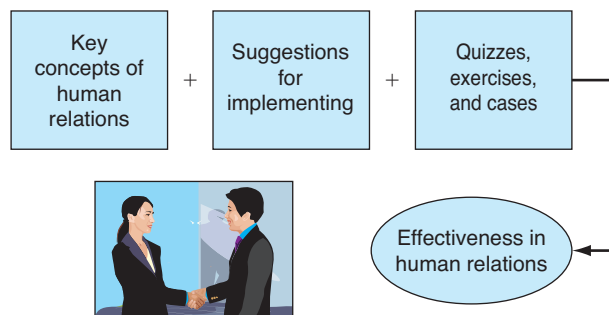 Key
concepts of
human
relations
+
Suggestions
for
implementing
+
Quizzes,
exercises,
and cases
Effectiveness in
human relations